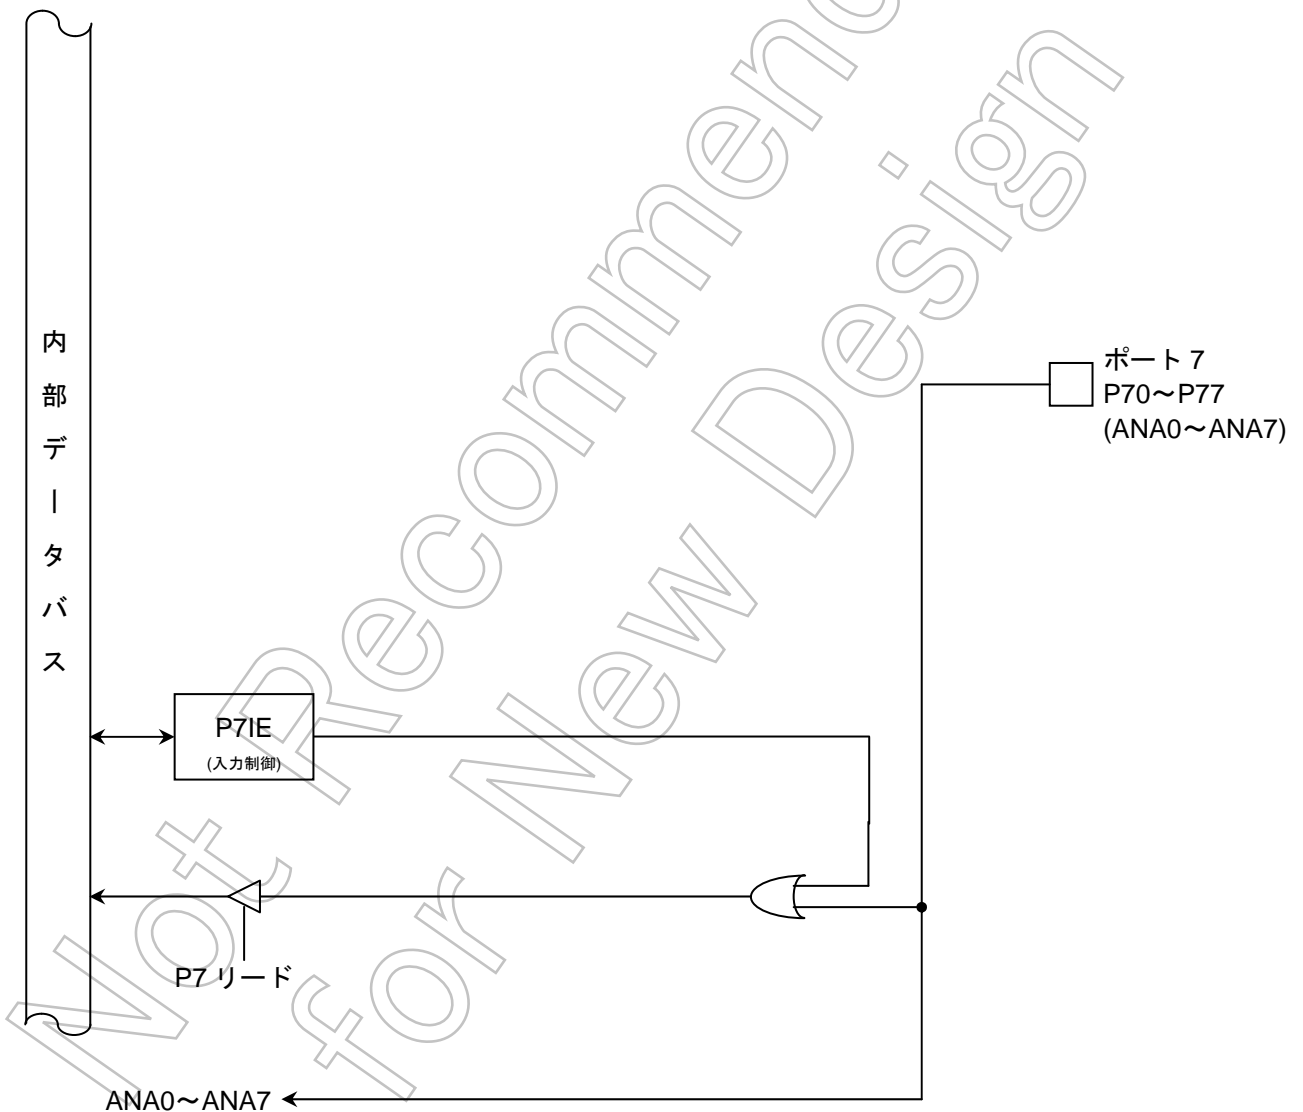 内部データバス
ポート 7
P70～P77
(ANA0～ANA7)
P7IE
(入力制御)
P7 リード
ANA0～ANA7
Not Recommend
for New Design